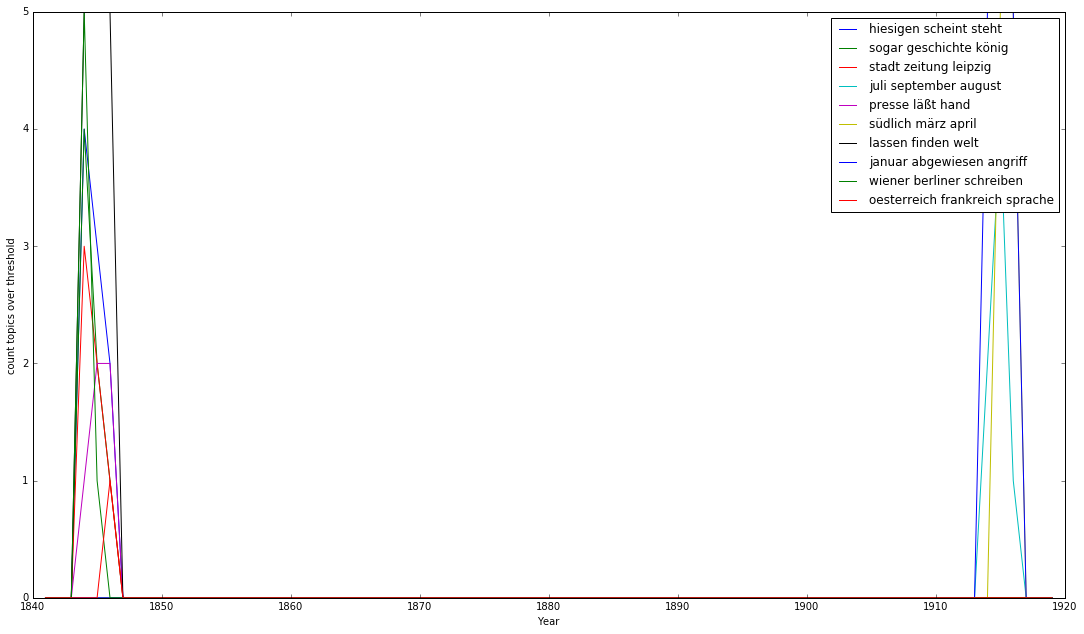 5
4
3
2
1
0
count topics over threshold
hiesigen scheint steht
sogar geschichte könig
stadt zeitung leipzig
juli september august
presse läßt hand
südlich märz april
lassen finden welt
januar abgewiesen angriff
wiener berliner schreiben
oesterreich frankreich sprache
1840 1850 1860 1870 1880 1890 1900 1910 1920
Year